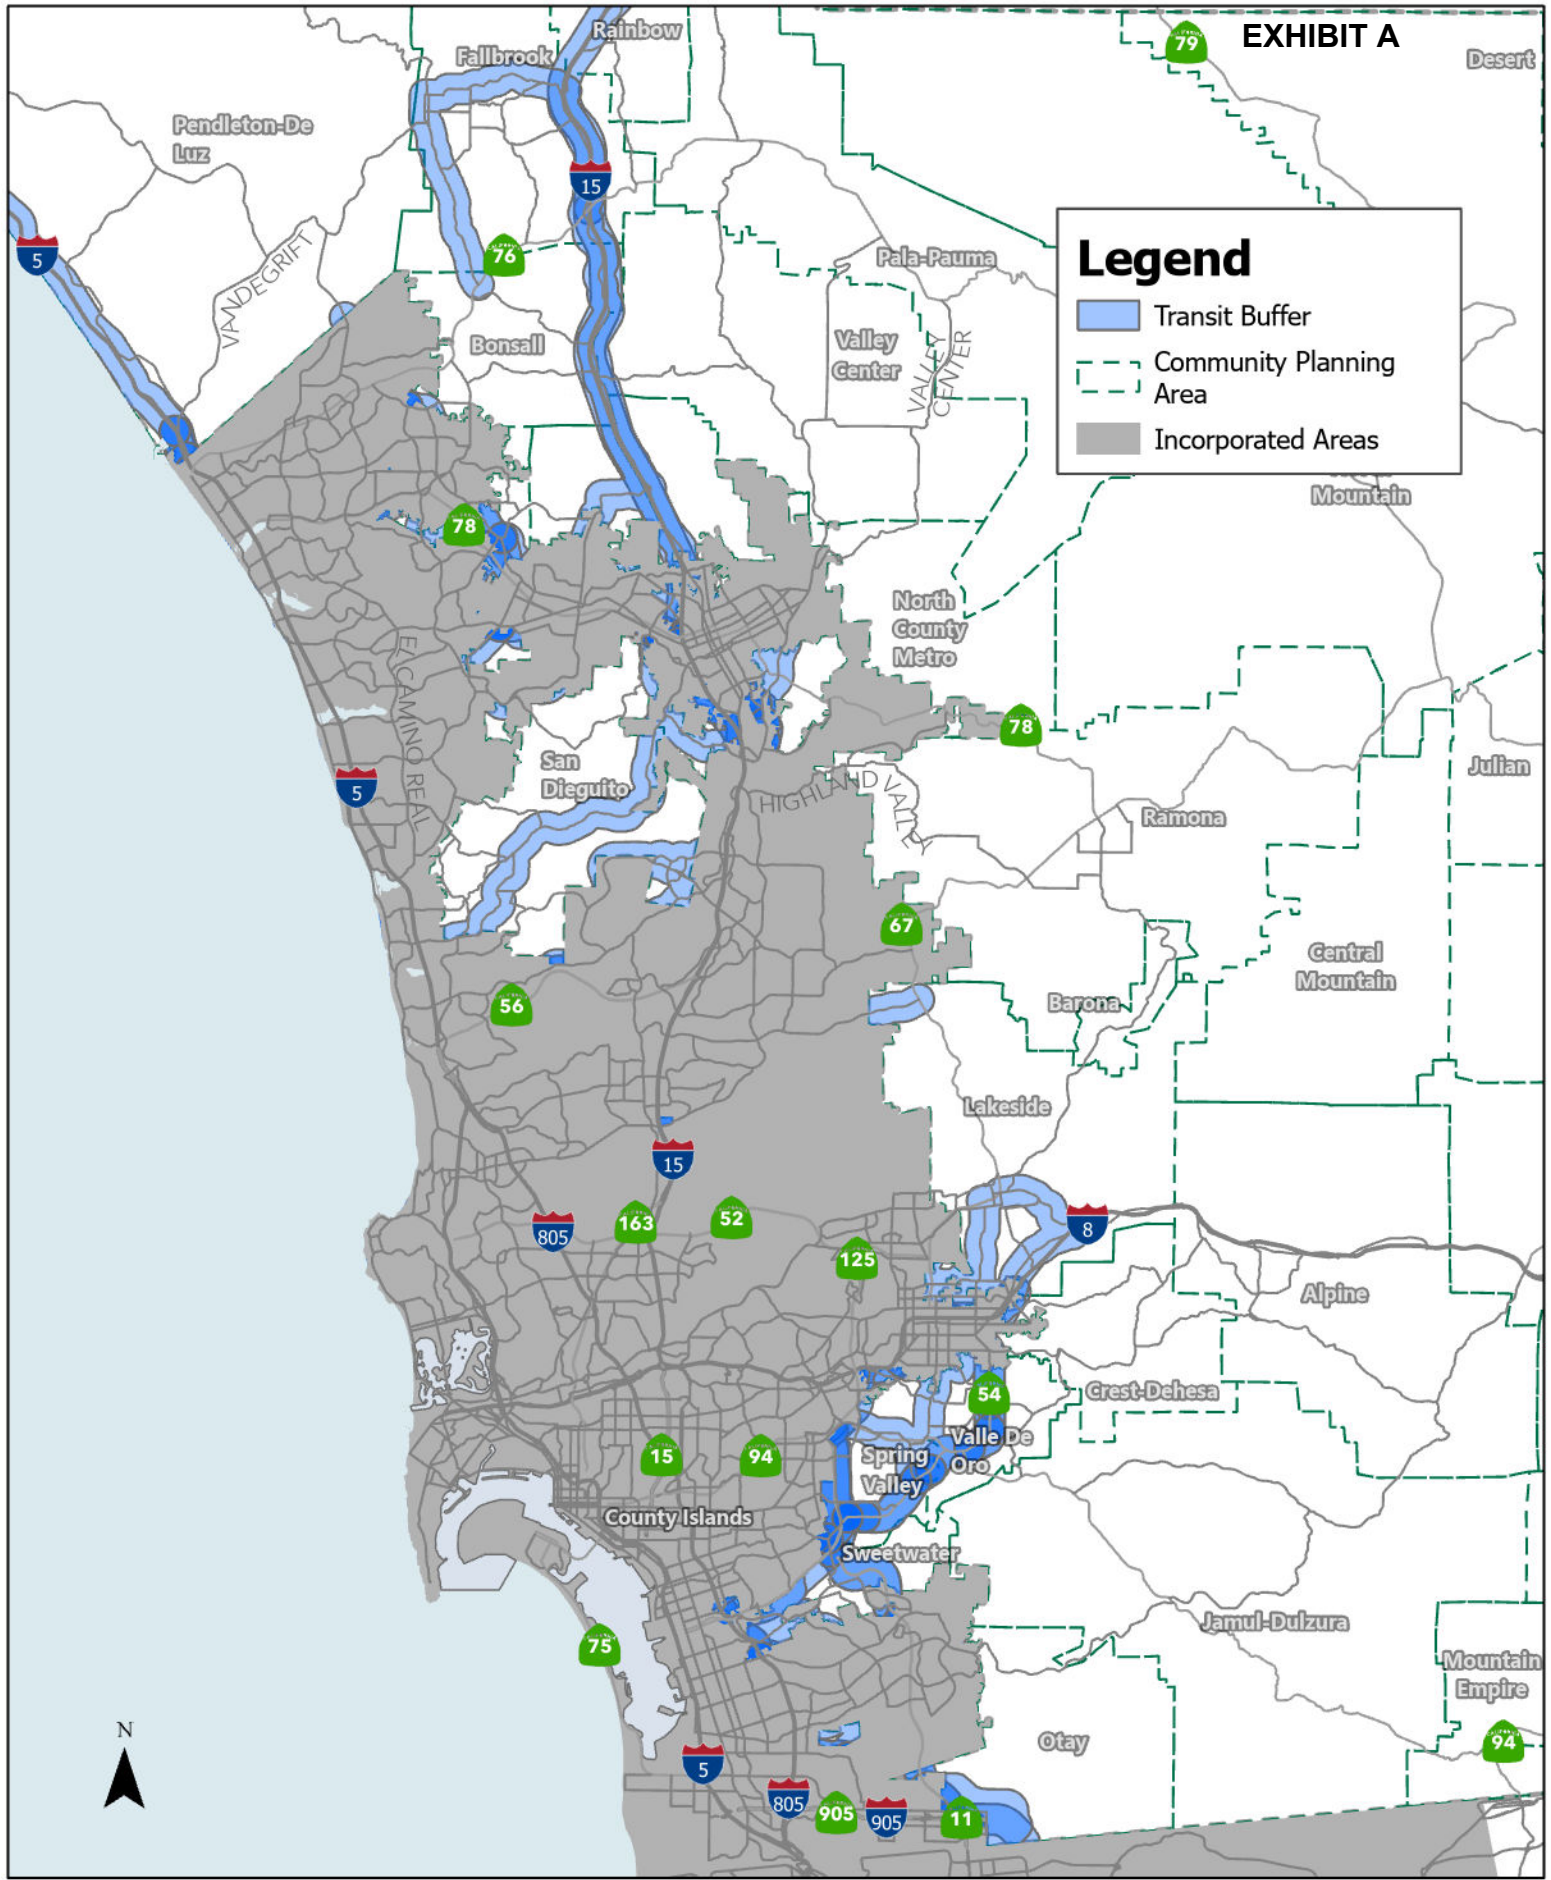 EXHIBIT A
79
Desert
Rainbow
Fallbrook
Pendleton-De
Luz
15
5
76
VANDEGRIFT
Pala-Pauma
Bonsall
Valley
Center
VALLEY
CENTER
Legend
Transit Buffer
Community Planning
Area
Incorporated Areas
Mountain
78
North
County
Metro
EL CAMINO REAL
78
San
Dieguito
5
HIGHLAND VALLEY
Julian
Ramona
67
Central
Mountain
56
Barona
Lakeside
15
163
52
805
8
125
Alpine
54
Crest-Dehesa
Valle De
Oro
15
94
Spring
Valley
County Islands
Sweetwater
75
Jamul-Dulzura
Mountain
Empire
N
Otay
94
5
805
905
905
11